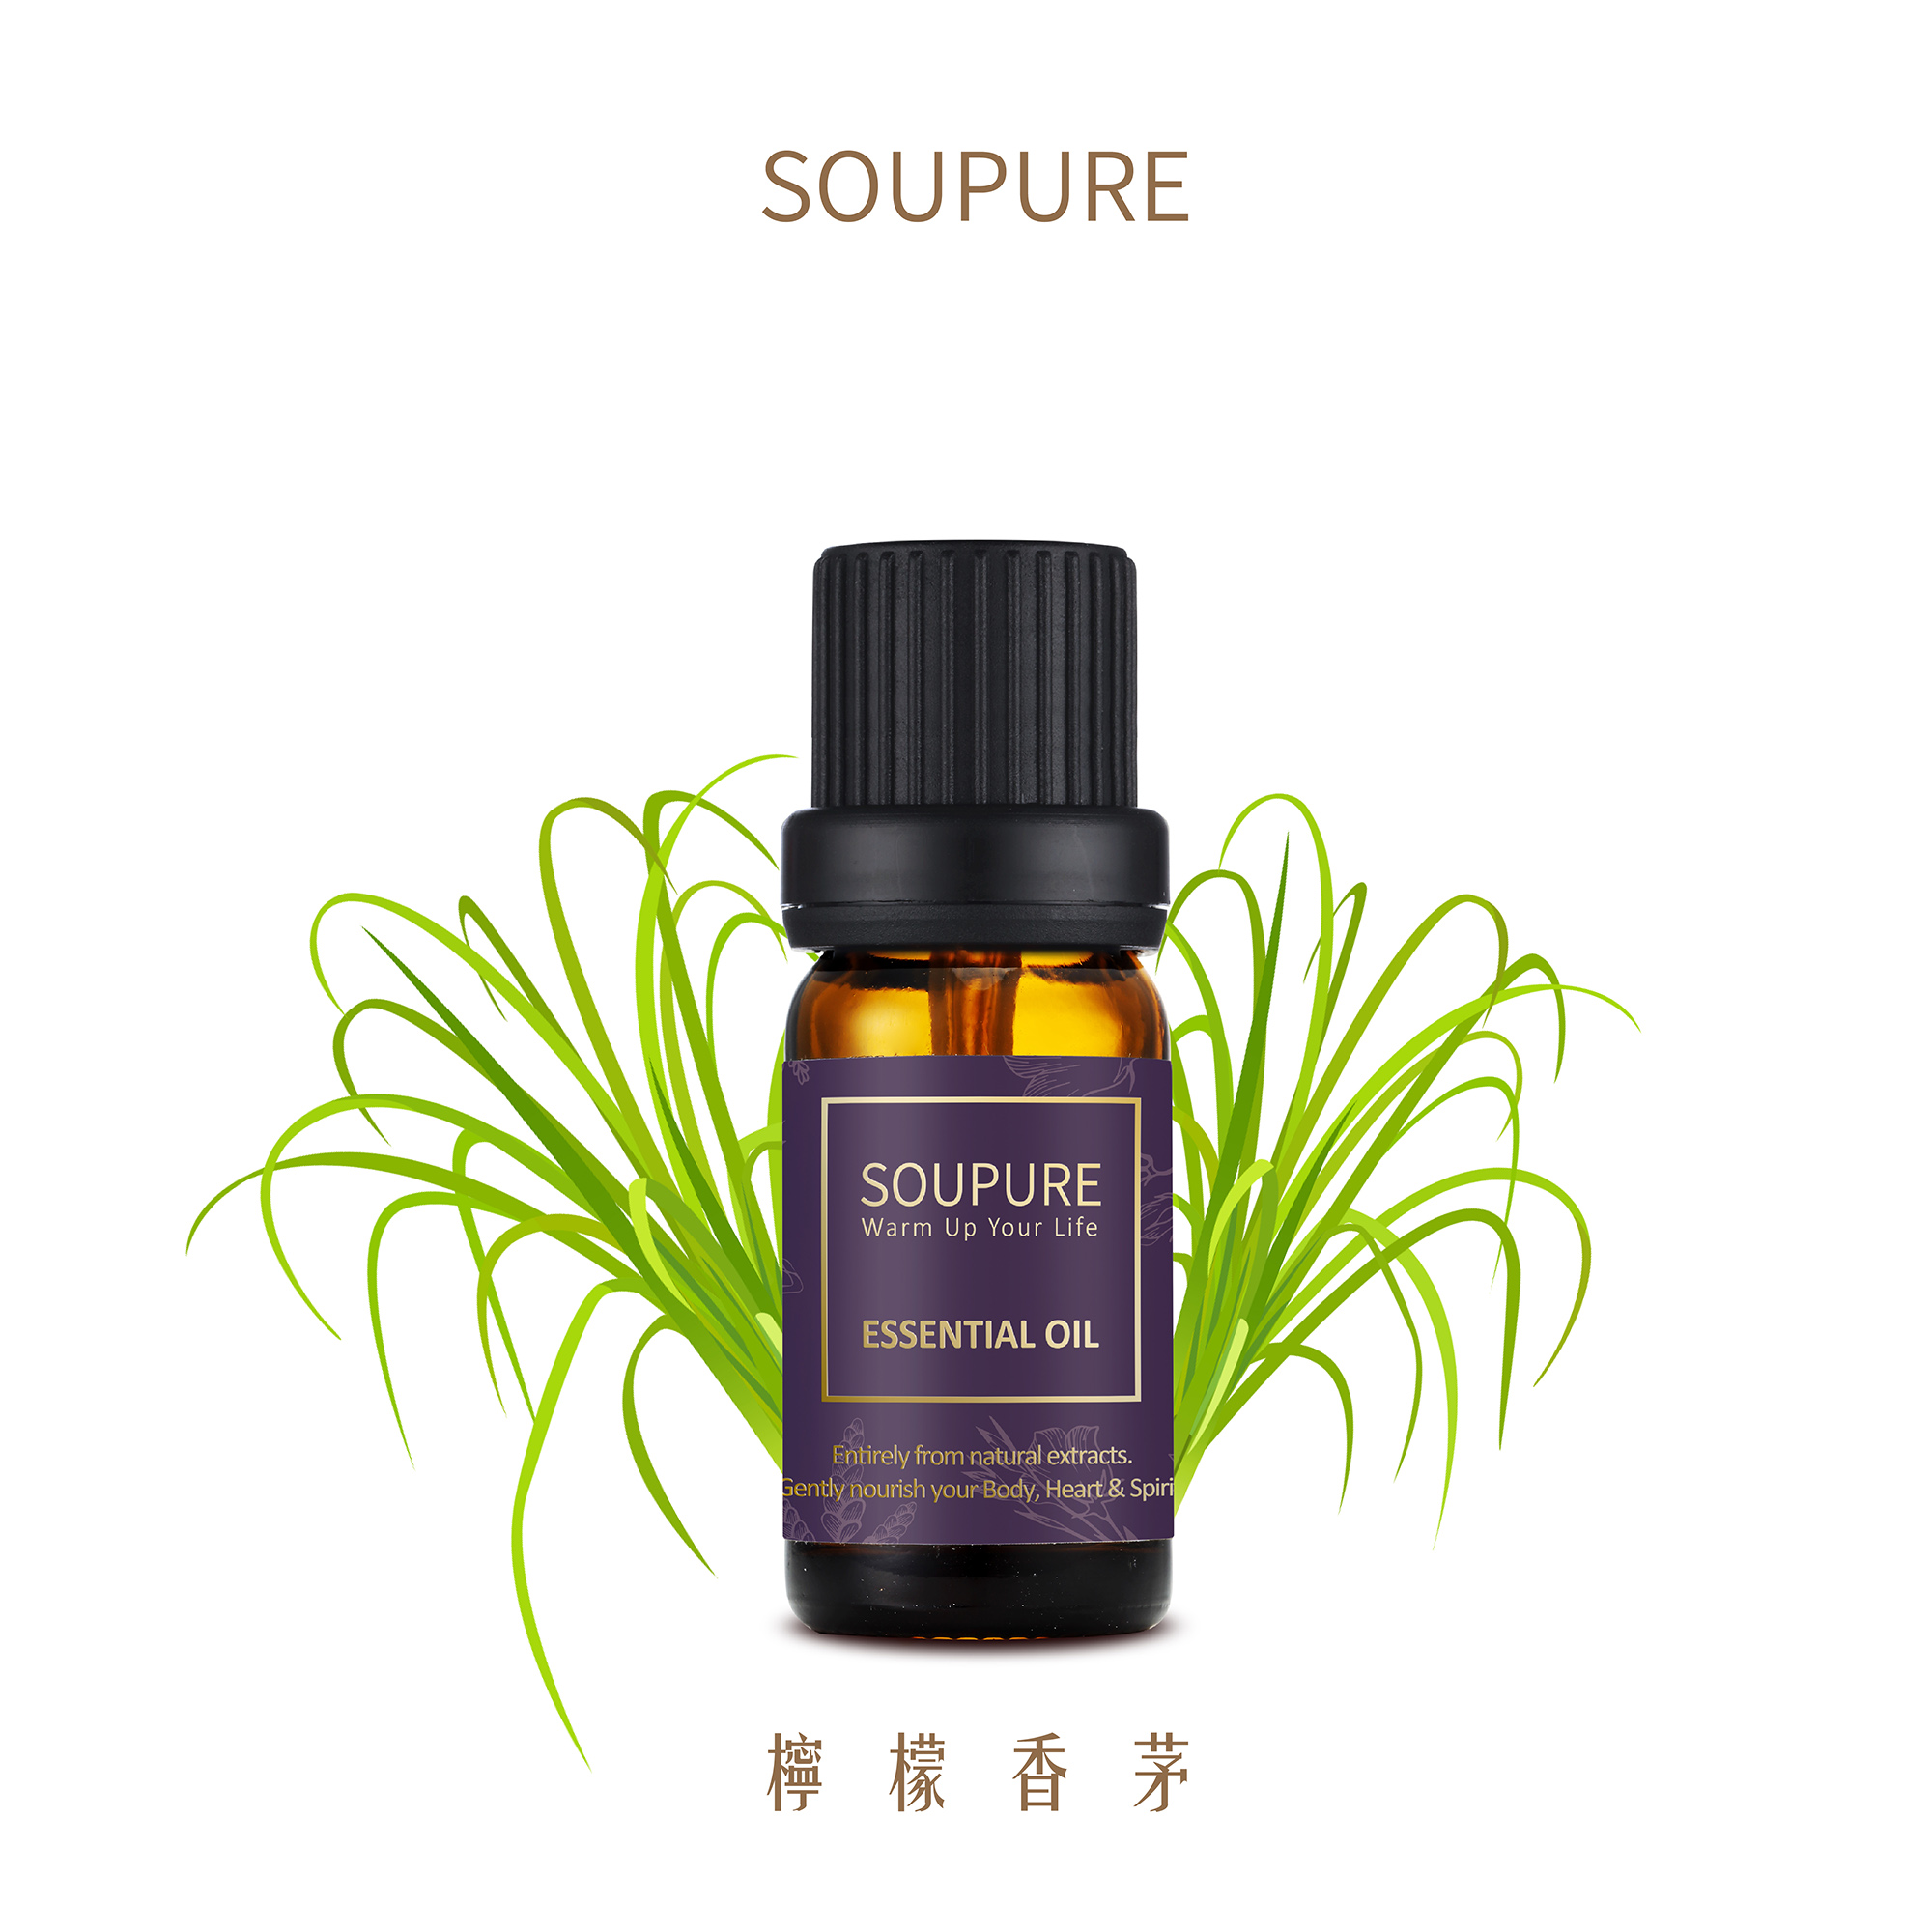 SOUPURE
SOUPURE
Warm Up Your Life
ESSENTIAL OIL
Entirely from natural extracts.
Gently nourish your Body, Heart & Spiri
檸檬香茅